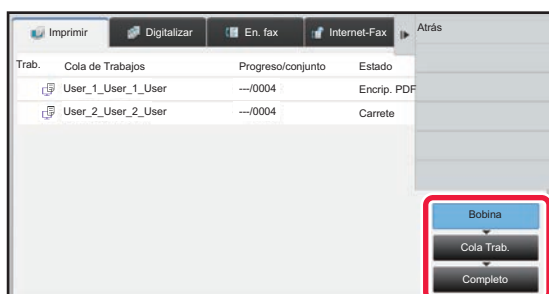 Imprimir Digitalizar En. fax Internet-Fax Atrás
Trab. Cola de Trabajos Progreso/conjunto Estado
User_1_User_1_User ---/0004 Encrip. PDF
User_2_User_2_User ---/0004 Carrete
Bobina
Cola Trab.
Completo